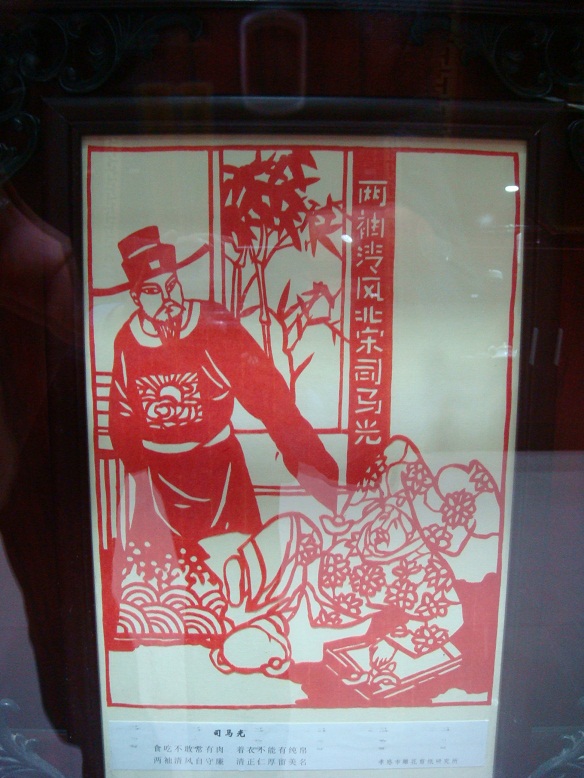 两袖清风北宋司马光
司马光
食吃不敢常有肉 着衣不能有纯帛
两袖清风自守廉 清正仁厚留美名